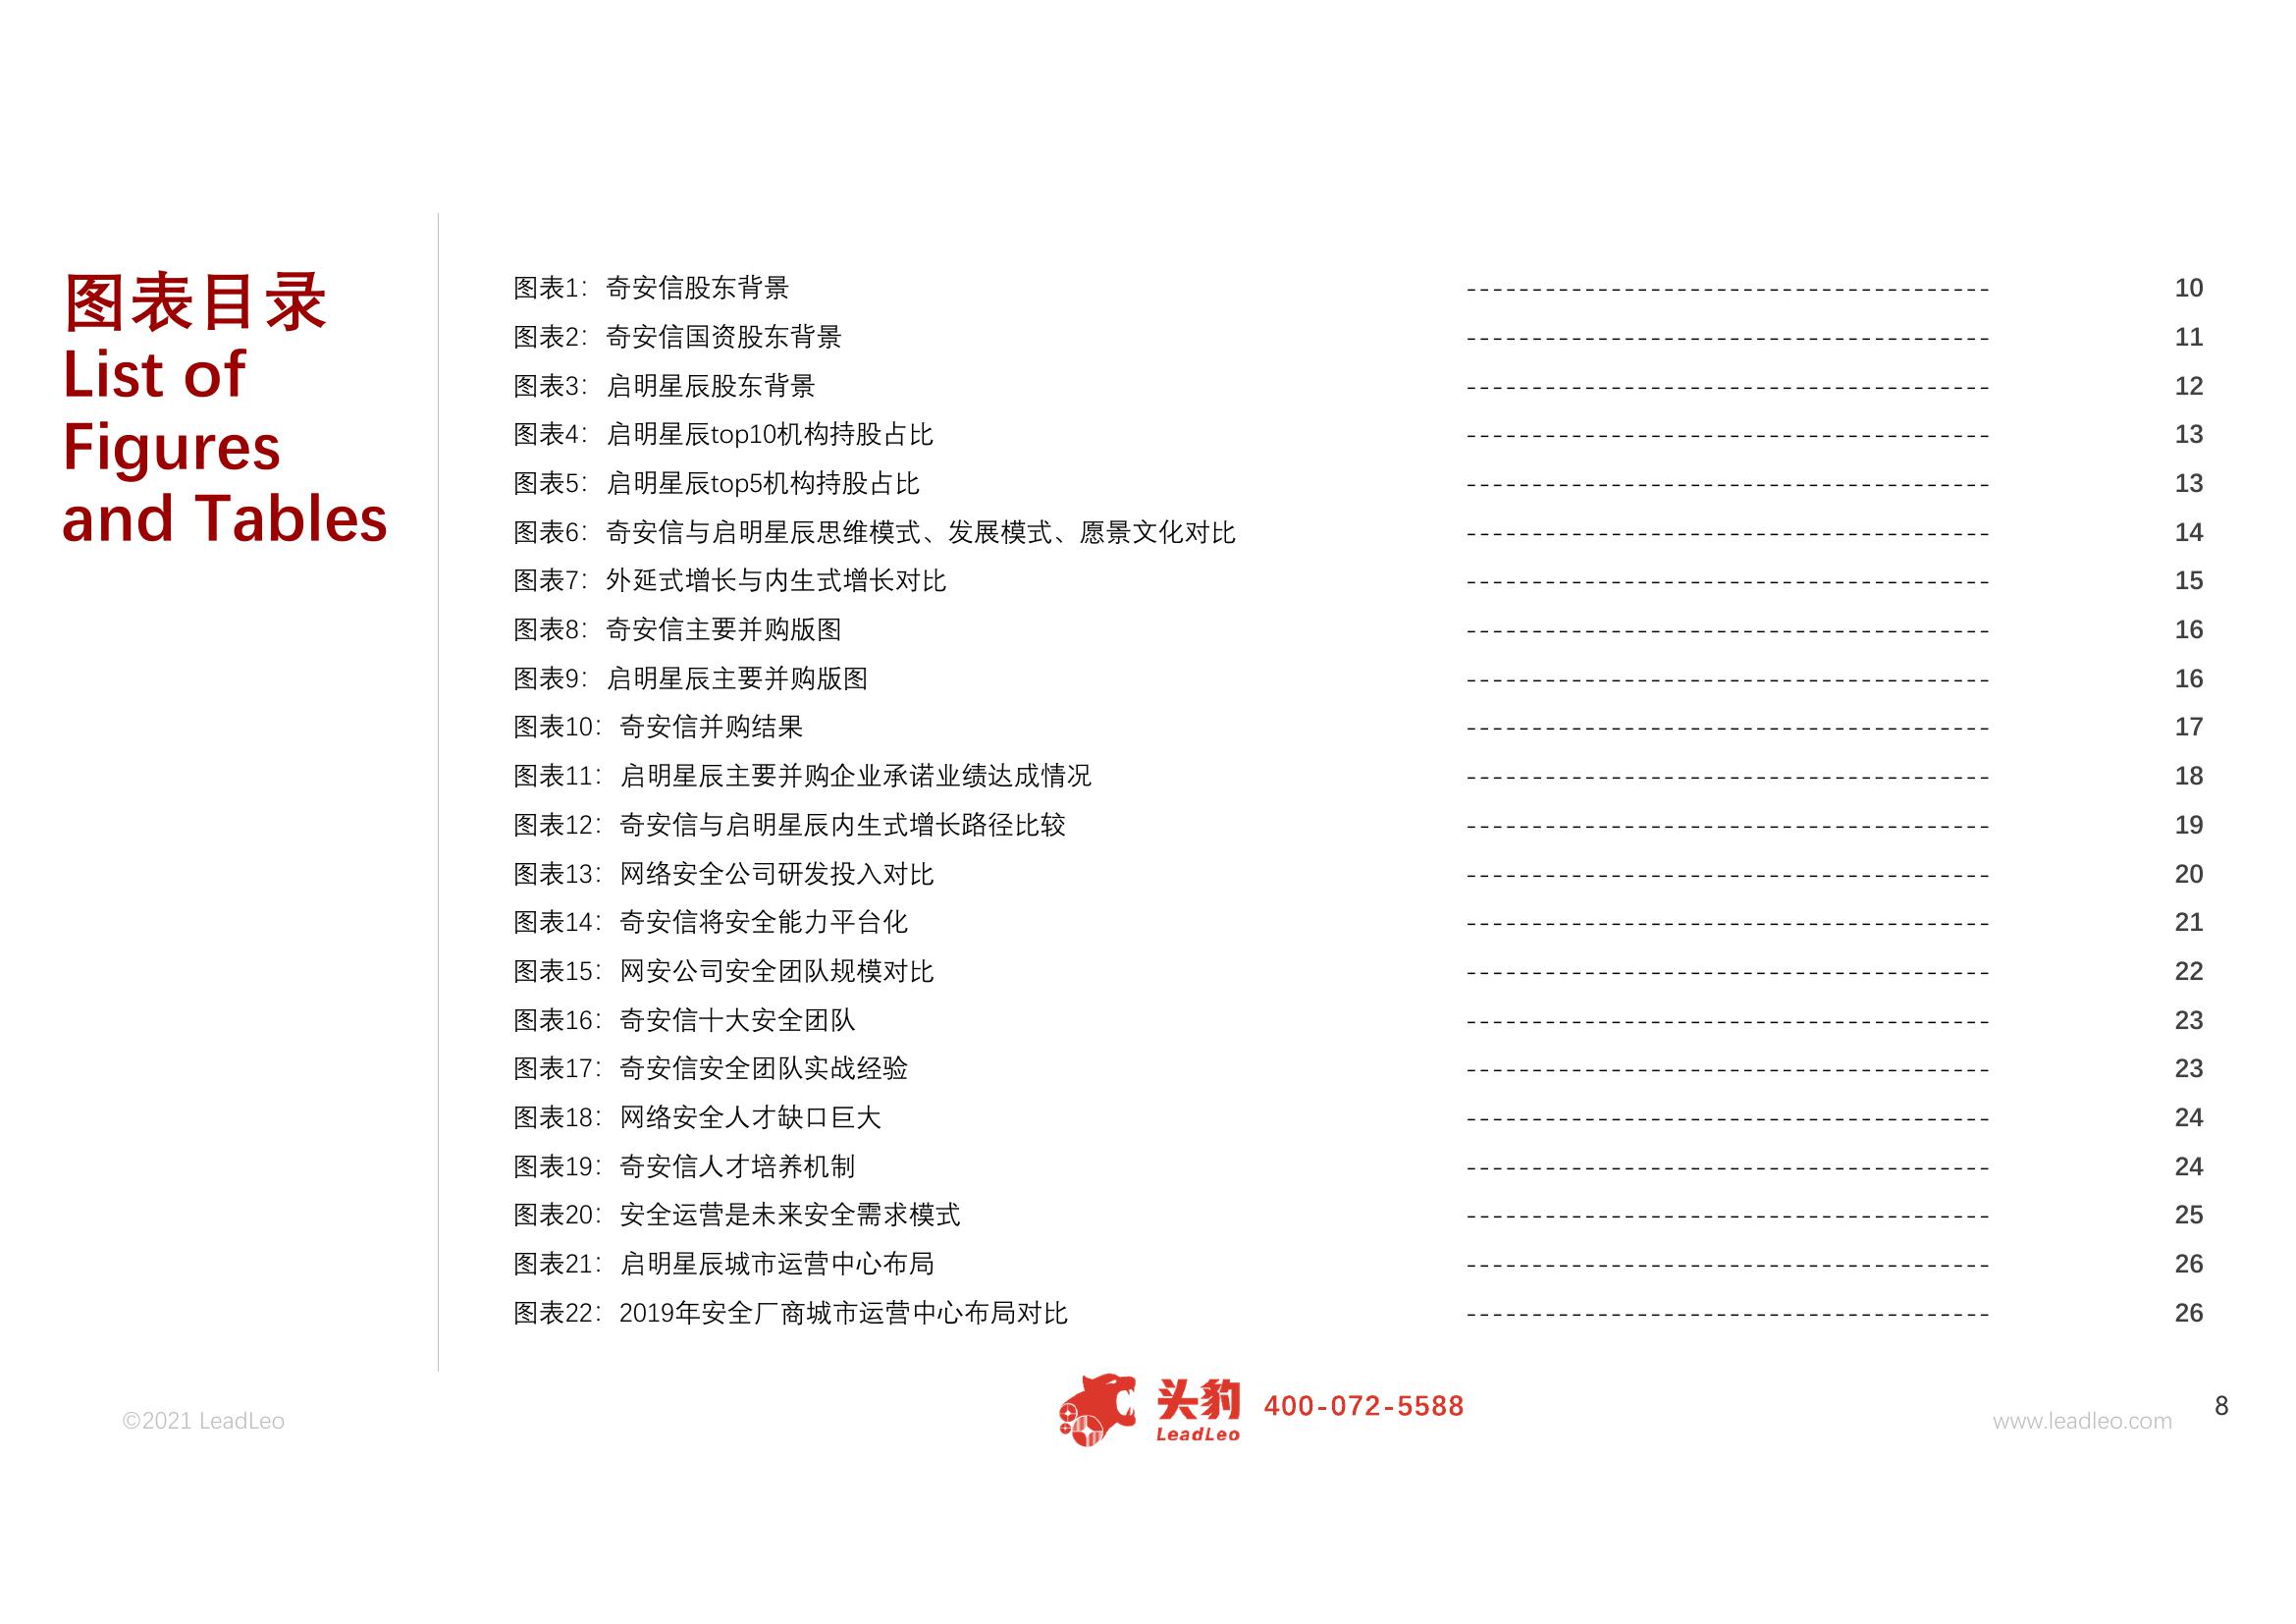 图表目录
List of
Figures
and Tables
图表1：奇安信股东背景 ---------------------------------------- 10
图表2：奇安信国资股东背景 ---------------------------------------- 11
图表3：启明星辰股东背景 ---------------------------------------- 12
图表4：启明星辰top10机构持股占比 ---------------------------------------- 13
图表5：启明星辰top5机构持股占比 ---------------------------------------- 13
图表6：奇安信与启明星辰思维模式、发展模式、愿景文化对比 ---------------------------------------- 14
图表7：外延式增长与内生式增长对比 ---------------------------------------- 15
图表8：奇安信主要并购版图 ---------------------------------------- 16
图表9：启明星辰主要并购版图 ---------------------------------------- 16
图表10：奇安信并购结果 ---------------------------------------- 17
图表11：启明星辰主要并购企业承诺业绩达成情况 ---------------------------------------- 18
图表12：奇安信与启明星辰内生式增长路径比较 ---------------------------------------- 19
图表13：网络安全公司研发投入对比 ---------------------------------------- 20
图表14：奇安信将安全能力平台化 ---------------------------------------- 21
图表15：网安公司安全团队规模对比 ---------------------------------------- 22
图表16：奇安信十大安全团队 ---------------------------------------- 23
图表17：奇安信安全团队实战经验 ---------------------------------------- 23
图表18：网络安全人才缺口巨大 ---------------------------------------- 24
图表19：奇安信人才培养机制 ---------------------------------------- 24
图表20：安全运营是未来安全需求模式 ---------------------------------------- 25
图表21：启明星辰城市运营中心布局 ---------------------------------------- 26
图表22：2019年安全厂商城市运营中心布局对比 ---------------------------------------- 26
©2021 LeadLeo
头豹
LeadLeo
400-072-5588
www.leadleo.com
8